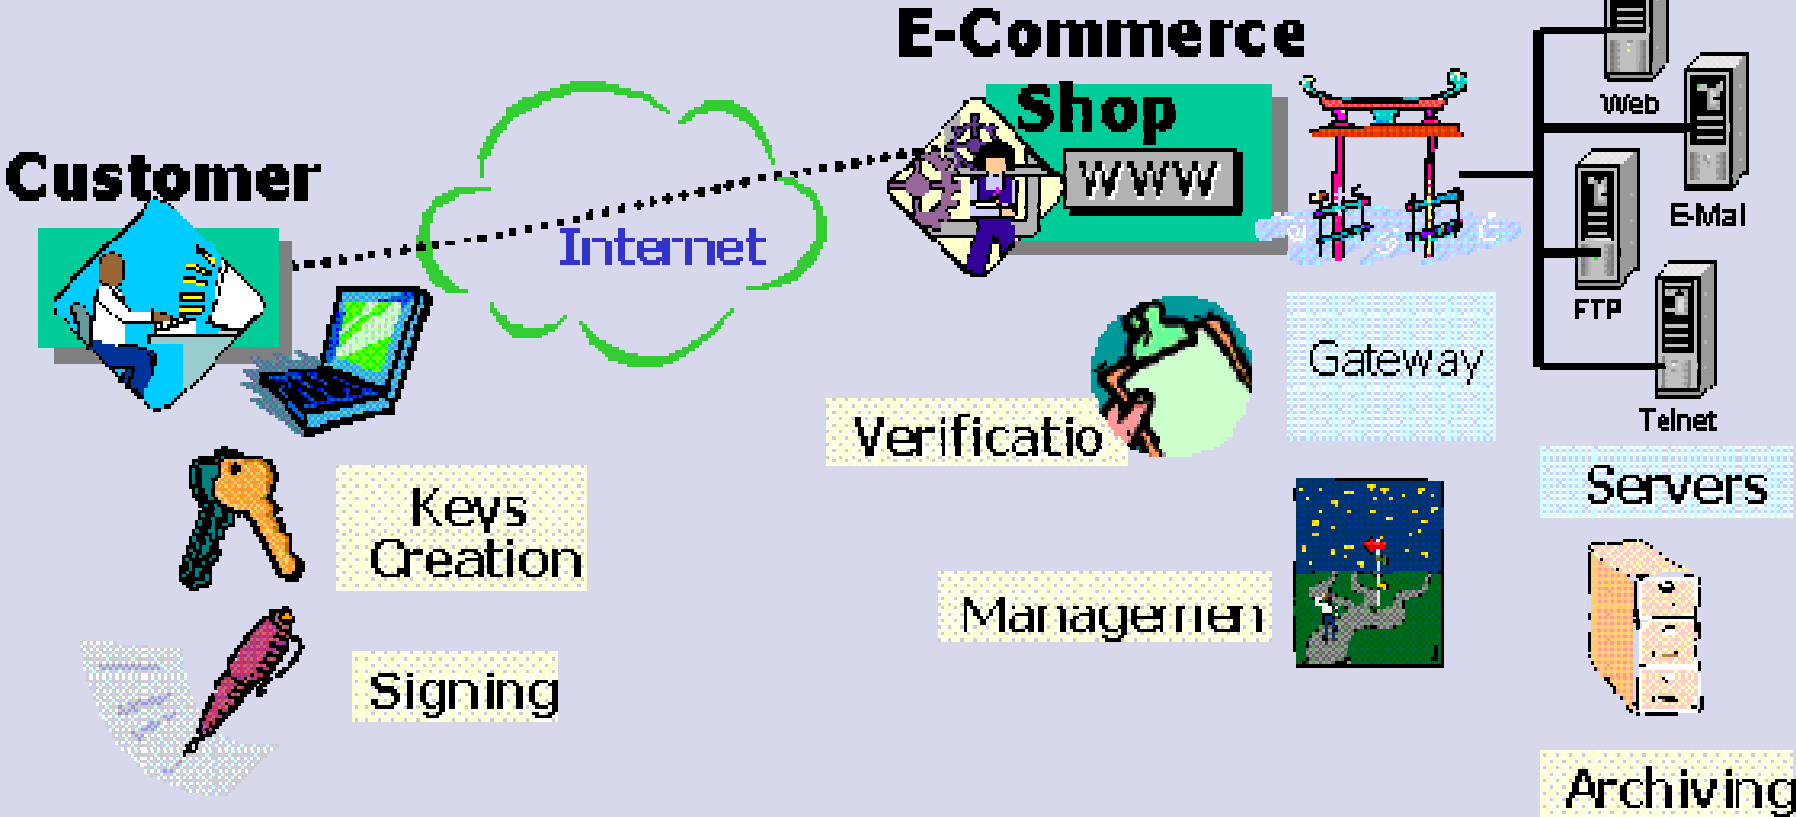 E-Commerce
Shop
WWW
Customer
Internet
Web
E-Mal
FTP
Telnet
Gateway
Verificatio
Servers
Keys
Creation
Managemen
Signing
Archiving